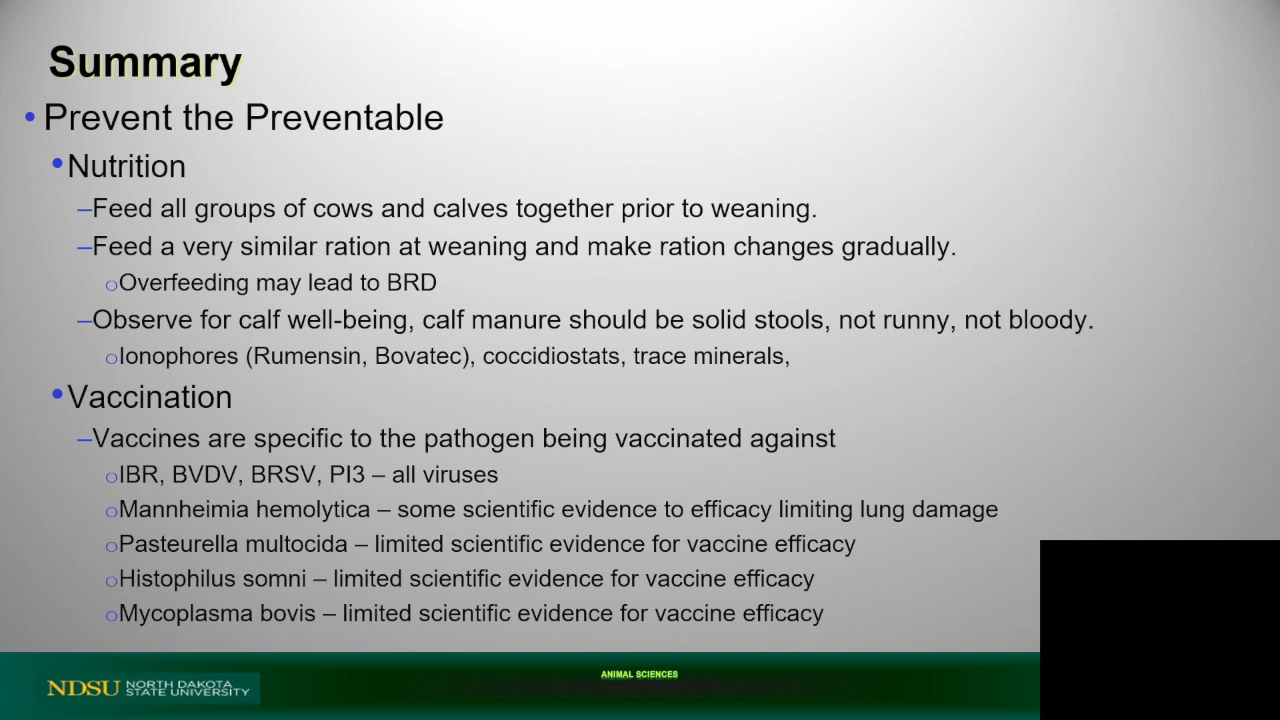 Summary
• Prevent the Preventable
• Nutrition
–Feed all groups of cows and calves together prior to weaning.
–Feed a very similar ration at weaning and make ration changes gradually.
oOverfeeding may lead to BRD
–Observe for calf well-being, calf manure should be solid stools, not runny, not bloody.
oIonophores (Rumensin, Bovatec), coccidiostats, trace minerals,
• Vaccination
–Vaccines are specific to the pathogen being vaccinated against
oIBR, BVDV, BRSV, PI3 – all viruses
oMannheimia hemolytica – some scientific evidence to efficacy limiting lung damage
oPasteurella multocida – limited scientific evidence for vaccine efficacy
oHistophilus somni – limited scientific evidence for vaccine efficacy
oMycoplasma bovis – limited scientific evidence for vaccine efficacy
ANIMAL SCIENCES
NDSU NORTH DAKOTA
STATE UNIVERSITY